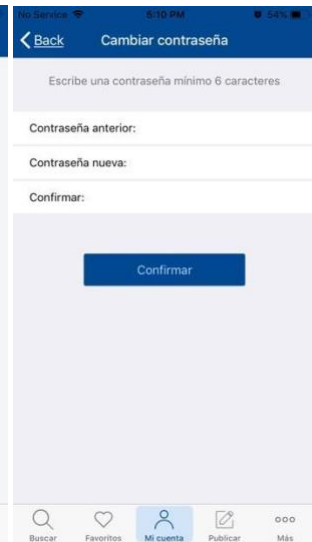 No Service 5:10 PM 54%
Back Cambiar contraseña
Escribe una contraseña mínimo 6 caracteres
Contraseña anterior:
Contraseña nueva:
Confirmar:
Confirmar
Buscar Favoritos Mi cuenta Publicar Más